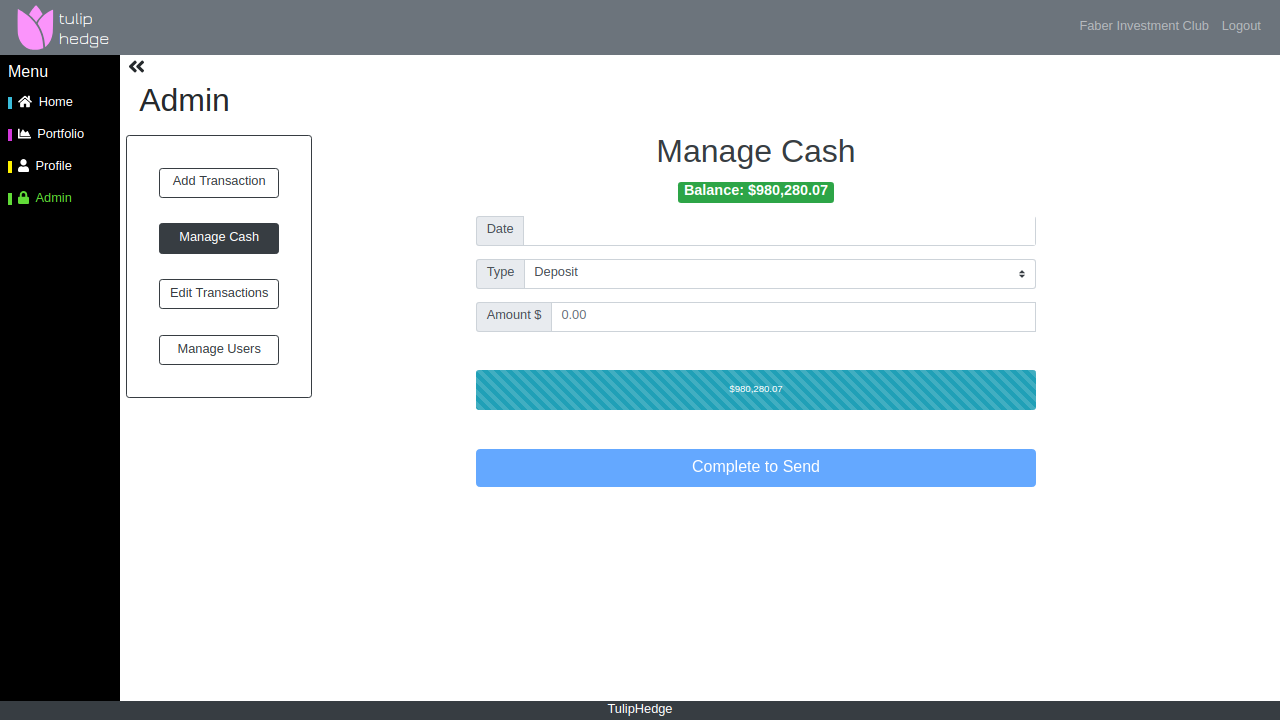 tulip
hedge
Faber Investment Club
Logout
Menu
Home
Portfolio
Profile
Admin
Admin
Add Transaction
Manage Cash
Edit Transactions
Manage Users
Manage Cash
Balance: $980,280.07
Date
Type
Deposit
Amount $
0.00
$980,280.07
Complete to Send
TulipHedge